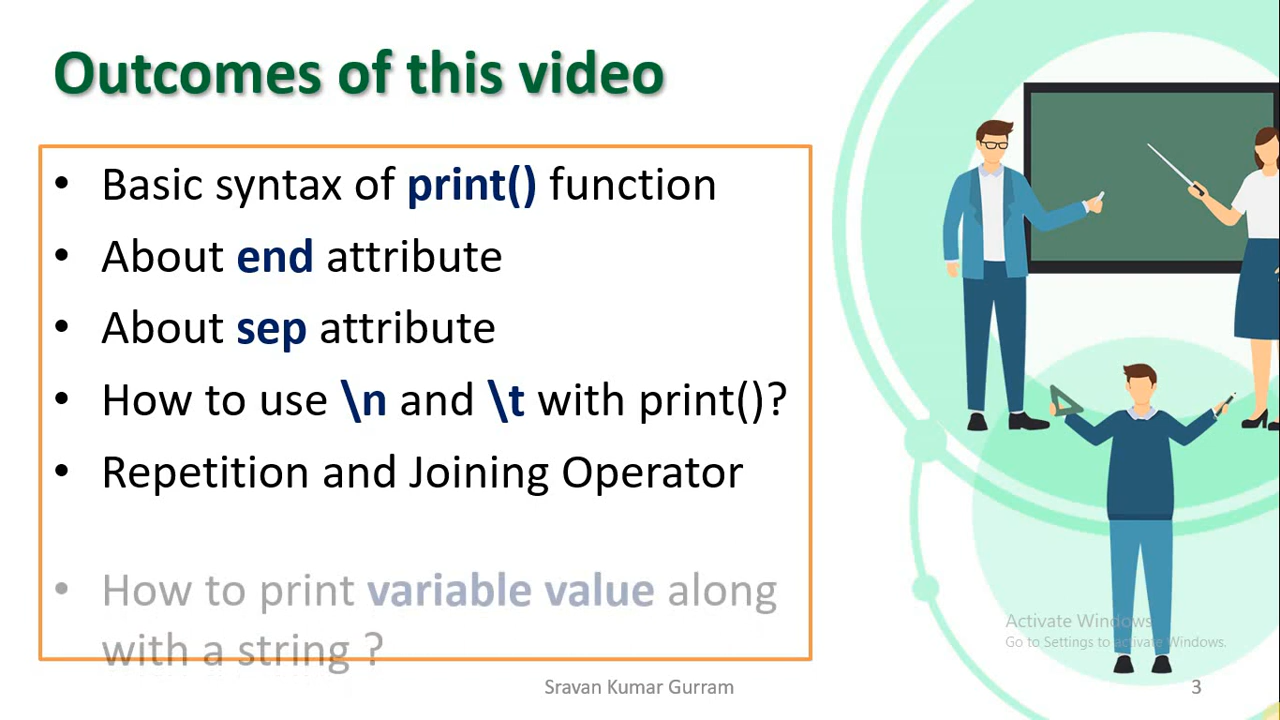 Outcomes of this video
• Basic syntax of print() function
• About end attribute
• About sep attribute
• How to use \n and \t with print()?
• Repetition and Joining Operator
• How to print variable value along
with a string ?
Activate Windows
Go to Settings to activate Windows.
Sravan Kumar Gurram
3